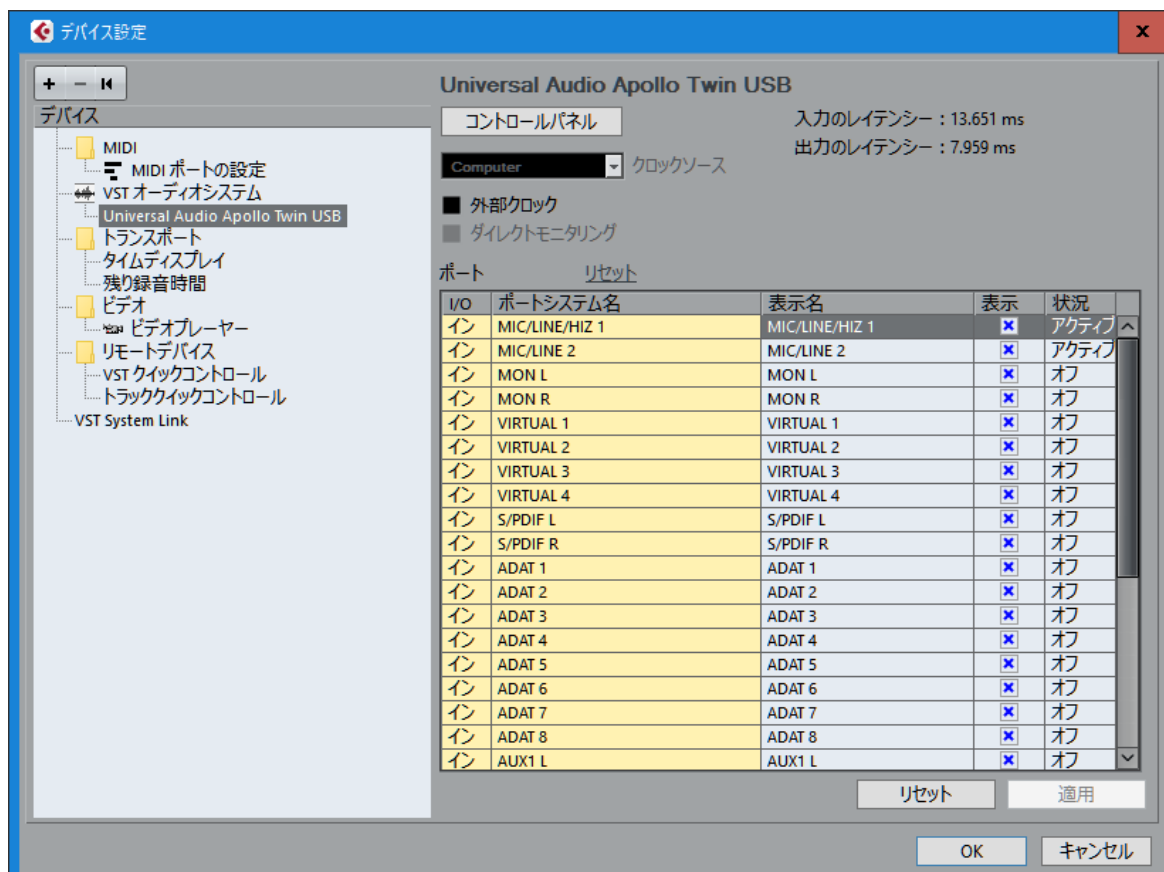 デバイス設定
デバイス
MIDI
MIDI ポートの設定
VST オーディオシステム
Universal Audio Apollo Twin USB
トランスポート
タイムディスプレイ
残り録音時間
ビデオ
ビデオプレーヤー
リモートデバイス
VST クイックコントロール
トラッククイックコントロール
VST System Link
Universal Audio Apollo Twin USB
コントロールパネル
入力のレイテンシー : 13.651 ms
出力のレイテンシー : 7.959 ms
Computer クロックソース
外部クロック
ダイレクトモニタリング
ポート リセット
I/O ポートシステム名 表示名 表示 状況
イン MIC/LINE/HIZ 1 MIC/LINE/HIZ 1 アクティブ
イン MIC/LINE 2 MIC/LINE 2 アクティブ
イン MON L MON L オフ
イン MON R MON R オフ
イン VIRTUAL 1 VIRTUAL 1 オフ
イン VIRTUAL 2 VIRTUAL 2 オフ
イン VIRTUAL 3 VIRTUAL 3 オフ
イン VIRTUAL 4 VIRTUAL 4 オフ
イン S/PDIF L S/PDIF L オフ
イン S/PDIF R S/PDIF R オフ
イン ADAT 1 ADAT 1 オフ
イン ADAT 2 ADAT 2 オフ
イン ADAT 3 ADAT 3 オフ
イン ADAT 4 ADAT 4 オフ
イン ADAT 5 ADAT 5 オフ
イン ADAT 6 ADAT 6 オフ
イン ADAT 7 ADAT 7 オフ
イン ADAT 8 ADAT 8 オフ
イン AUX1 L AUX1 L オフ
リセット 適用
OK キャンセル